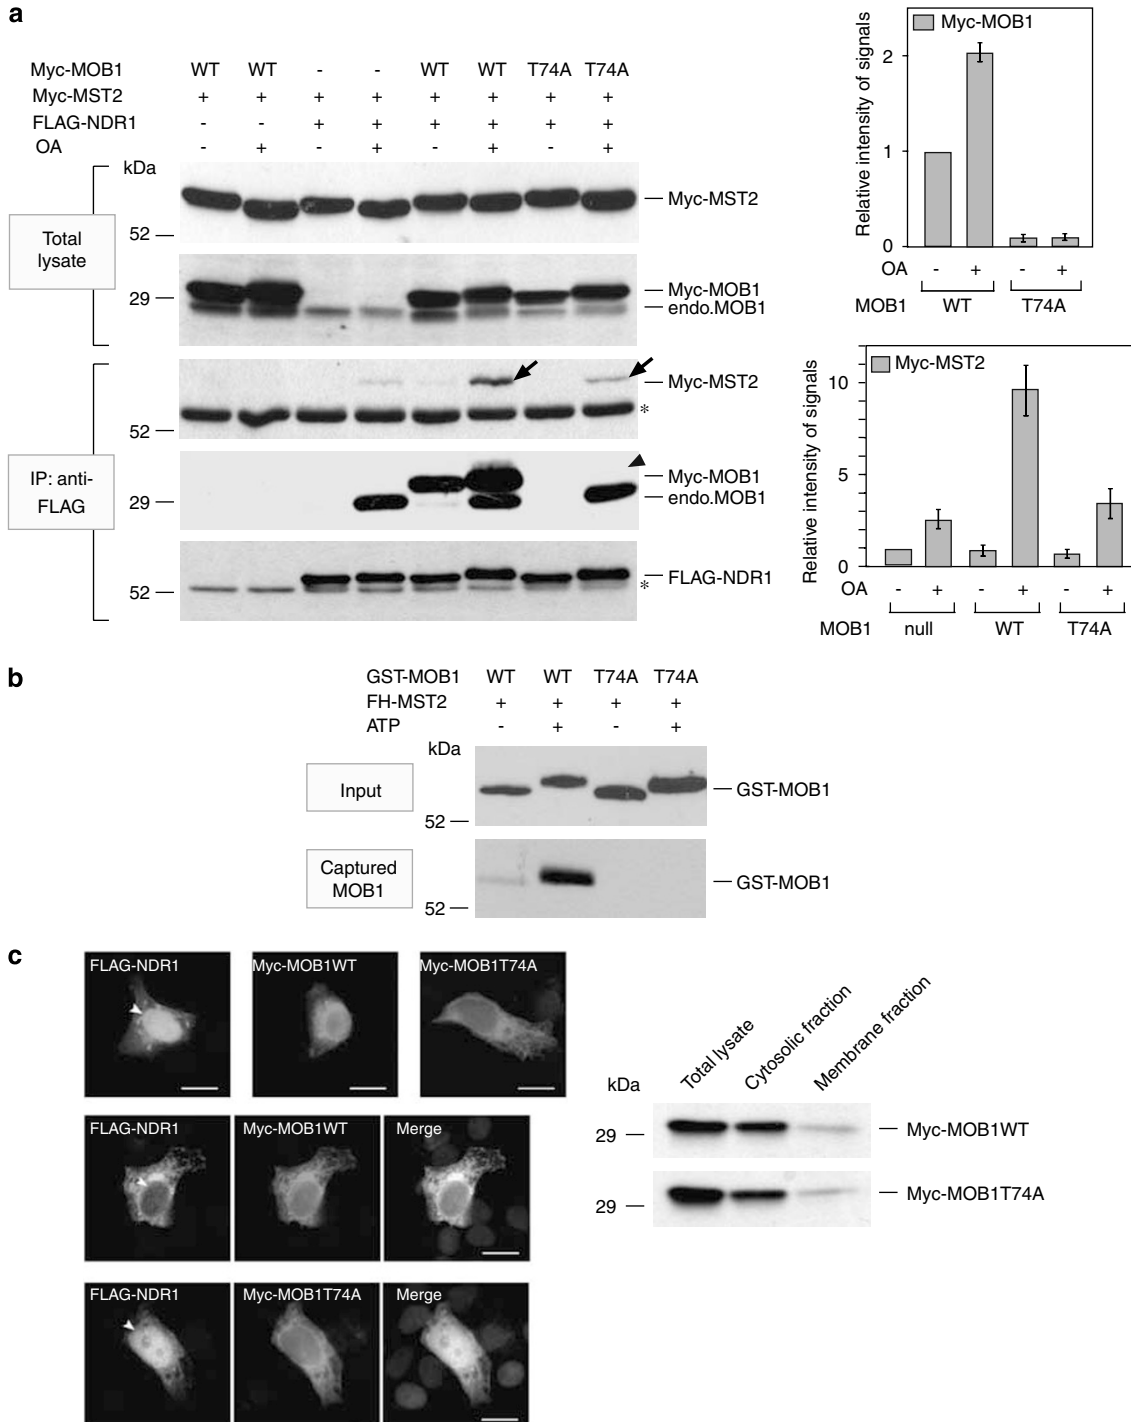 a
Myc-MOB1 WT WT - - WT WT T74A T74A
Myc-MST2 + + + + + + + +
FLAG-NDR1 - - + + + + + +
OA - + - + - + - +
kDa
Total
lysate
52
Myc-MST2
29
Myc-MOB1
endo.MOB1
IP: anti-
FLAG
Myc-MST2
*
52
Myc-MOB1
endo.MOB1
29
FLAG-NDR1
*
52
Relative intensity of signals
Myc-MOB1
2
1
0
OA - + - +
MOB1 WT T74A
Relative intensity of signals
Myc-MST2
10
5
0
OA - + - + - +
MOB1 null WT T74A
b
GST-MOB1 WT WT T74A T74A
FH-MST2 + + + +
ATP - + - +
kDa
Input
GST-MOB1
52
Captured
MOB1
GST-MOB1
52
c
FLAG-NDR1
Myc-MOB1WT
Myc-MOB1T74A
FLAG-NDR1
Myc-MOB1WT
Merge
FLAG-NDR1
Myc-MOB1T74A
Merge
Total lysate
Cytosolic fraction
Membrane fraction
kDa
29
Myc-MOB1WT
29
Myc-MOB1T74A